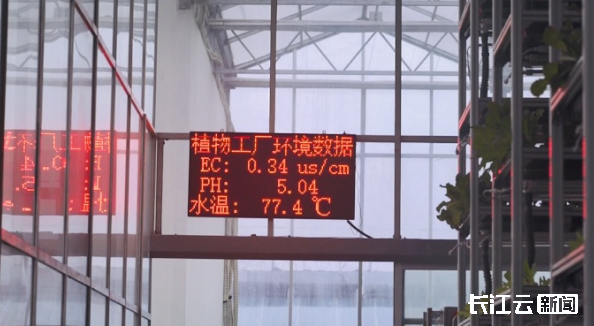 植物工厂环境数据
EC: 0.34 us/cm
PH: 5.04
水温: 77.4 ℃
长江云 新闻